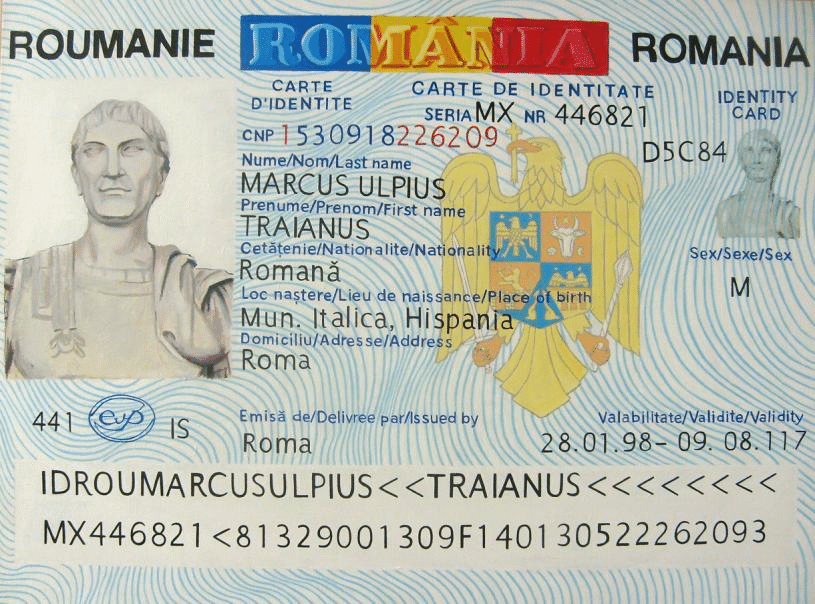 ROUMANIE ROMÂNIA ROMANIA
CARTE D'IDENTITE
CARTE DE IDENTITATE
IDENTITY CARD
SERIA MX NR 446821
CNP 1530918226209
D5C84
Nume/Nom/Last name
MARCUS ULPIUS
Prenume/Prenom/First name
TRAIANUS
Cetăţenie/Nationalite/Nationality
Romană
Sex/Sexe/Sex
M
Loc naştere/Lieu de naissance/Place of birth
Mun. Italica, Hispania
Domiciliu/Adresse/Address
Roma
441 evp IS
Emisă de/Delivree par/Issued by
Roma
Valabilitate/Validite/Validity
28.01.98– 09. 08.117
IDROUMARCUSULPIUS<<TRAIANUS<<<<<<<<
MX446821<81329001309F140130522262093